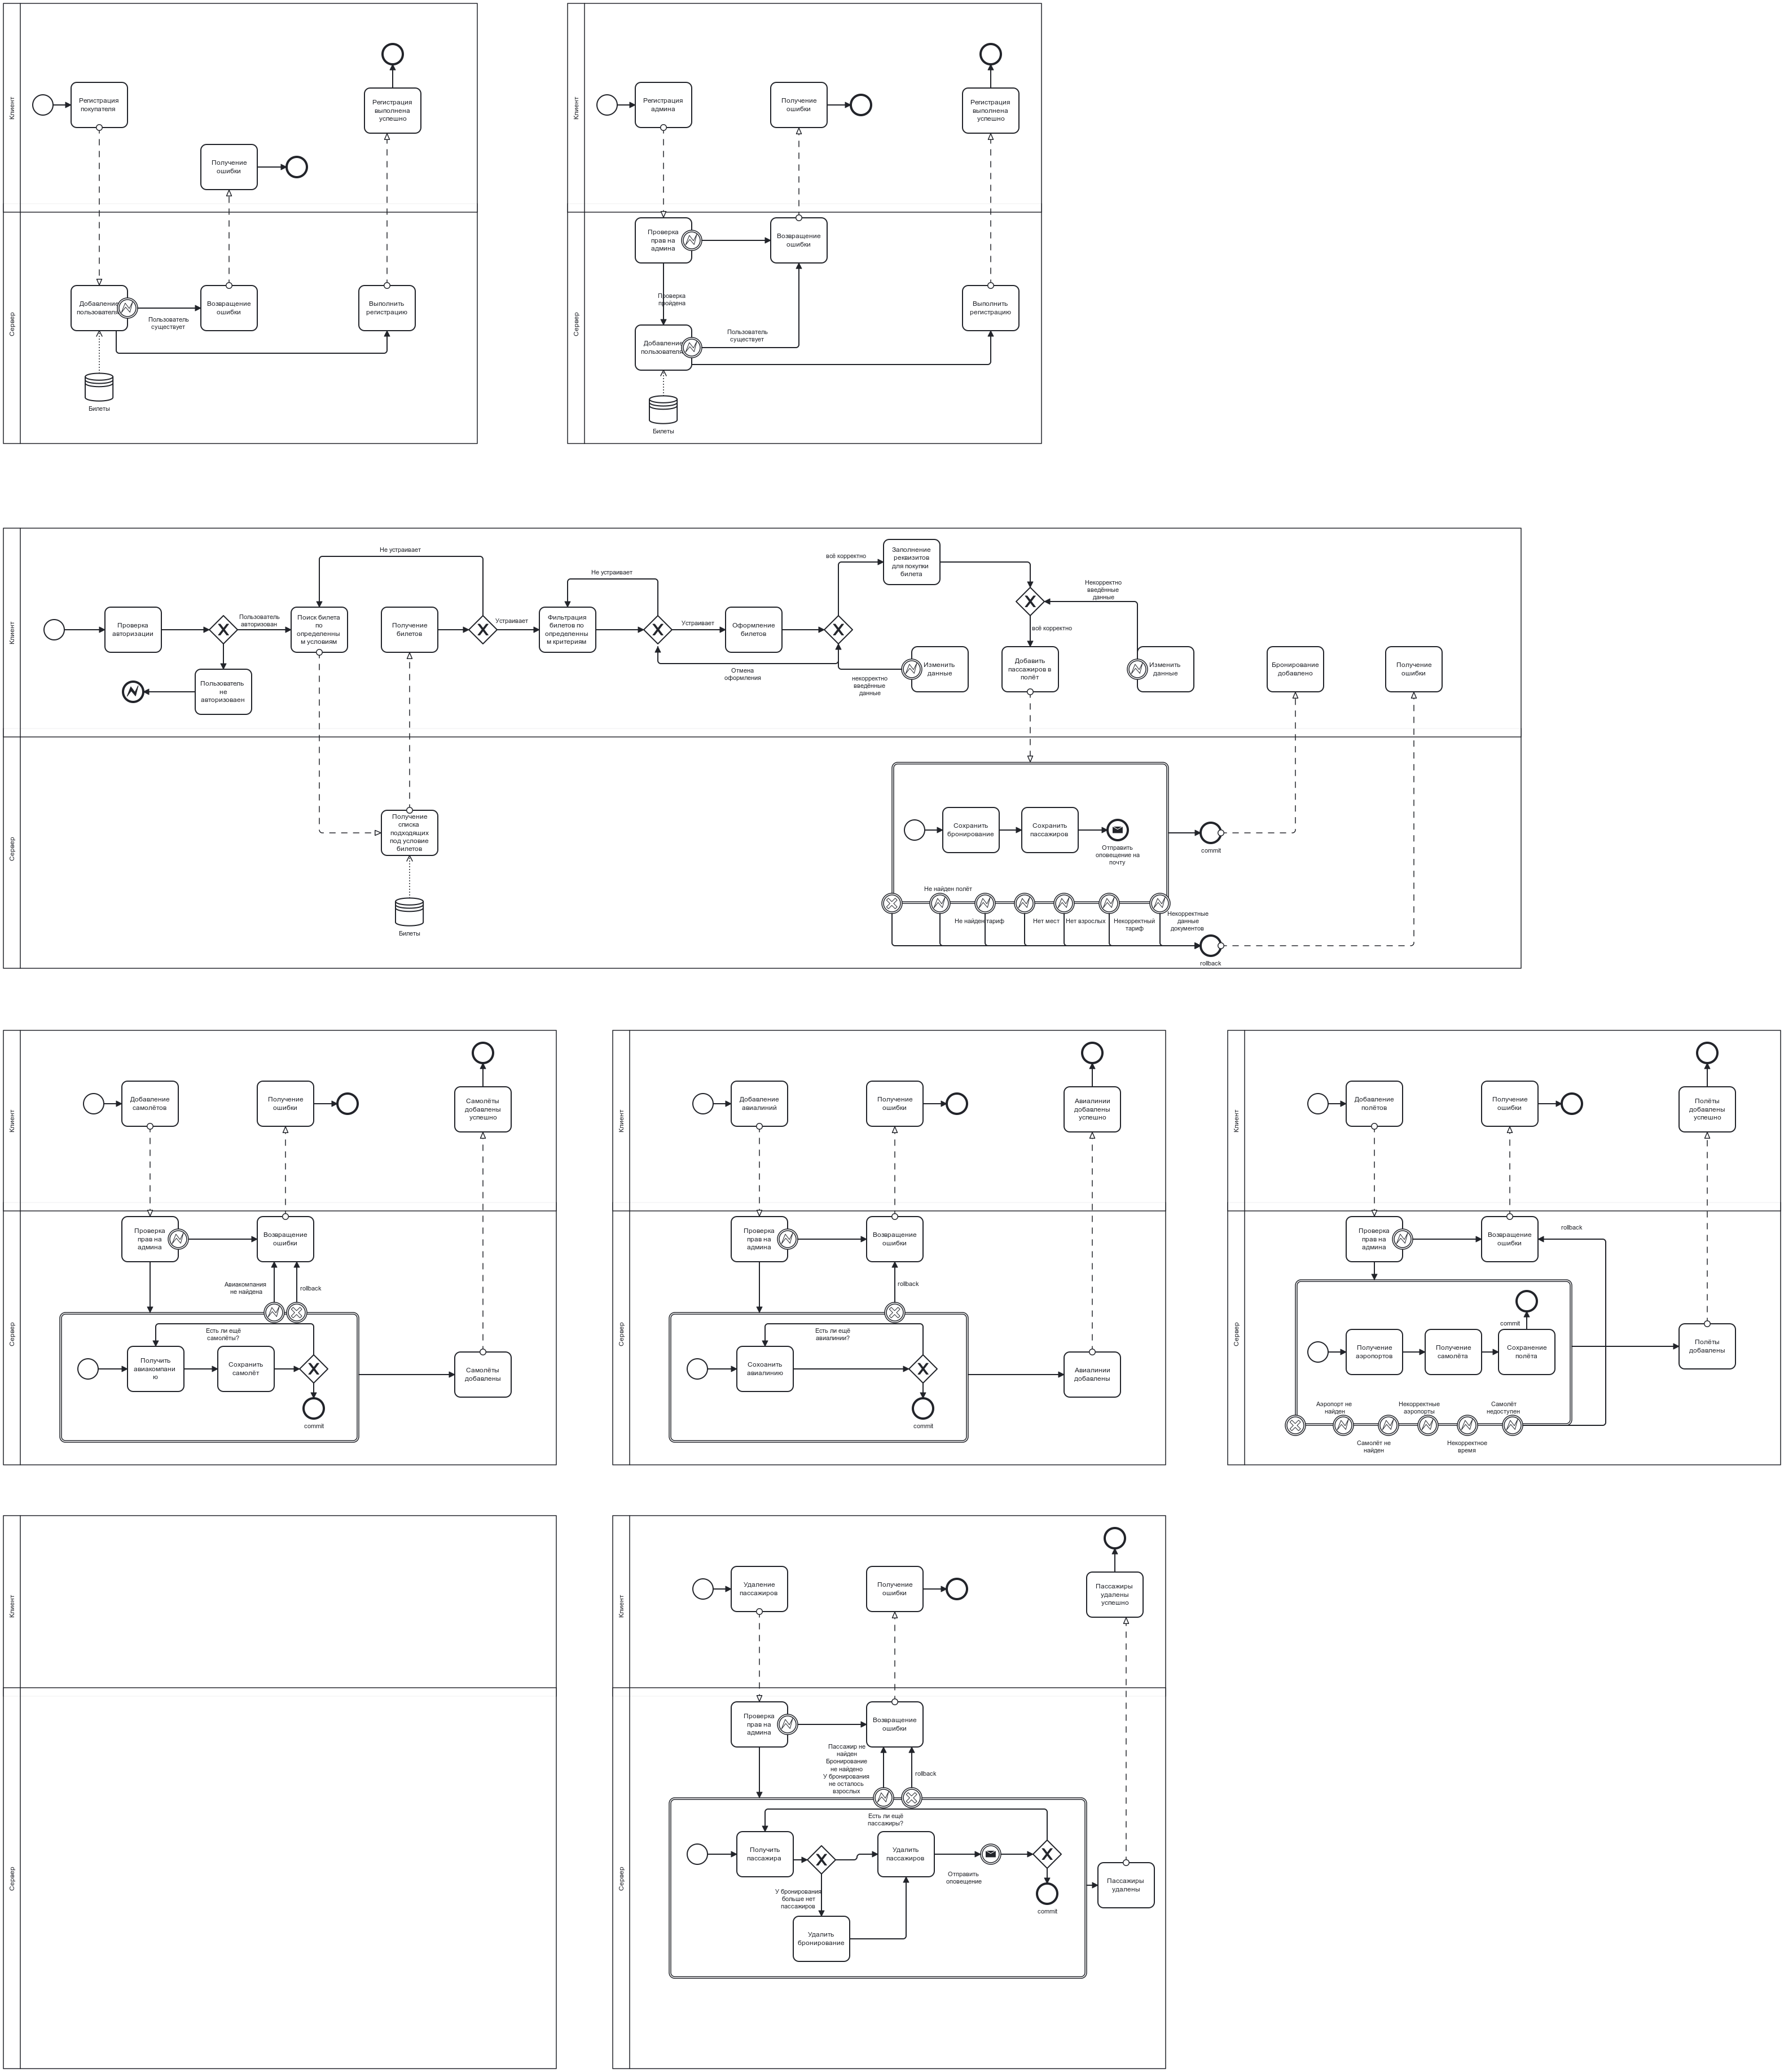 Клиент
Регистрация
покупателя
Получение
ошибки
Регистрация
выполнена
успешно
Сервер
Добавление
пользователя
Пользователь
существует
Возвращение
ошибки
Выполнить
регистрацию
Билеты
Клиент
Регистрация
админа
Получение
ошибки
Регистрация
выполнена
успешно
Сервер
Проверка
прав на
админа
Возвращение
ошибки
Проверка
пройдена
Добавление
пользователя
Пользователь
существует
Выполнить
регистрацию
Билеты
Клиент
Проверка
авторизации
Пользователь
авторизован
Пользователь
не
авторизоваен
Не устраивает
Поиск билета
по
определенны
м условиям
Получение
билетов
Устраивает
Не устраивает
Фильтрация
билетов по
определенны
м критериям
Устраивает
Оформление
билетов
Отмена
оформления
всё корректно
некорректно
введённые
данные
Изменить
данные
Заполнение
реквизитов
для покупки
билета
Некорректно
введённые
данные
всё корректно
Добавить
пассажиров в
полёт
Изменить
данные
Бронирование
добавлено
Получение
ошибки
Сервер
Получение
списка
подходящих
под условие
билетов
Билеты
Сохранить
бронирование
Сохранить
пассажиров
Отправить
оповещение на
почту
commit
Не найден полёт
Не найден тариф
Нет мест
Нет взрослых
Некорректный
тариф
Некорректные
данные
документов
rollback
Клиент
Добавление
самолётов
Получение
ошибки
Самолёты
добавлены
успешно
Сервер
Проверка
прав на
админа
Возвращение
ошибки
Авиакомпания
не найдена
rollback
Есть ли ещё
самолёты?
Получить
авиакомпани
ю
Сохранить
самолёт
commit
Самолёты
добавлены
Клиент
Добавление
авиалиний
Получение
ошибки
Авиалинии
добавлены
успешно
Сервер
Проверка
прав на
админа
Возвращение
ошибки
rollback
Есть ли ещё
авиалинии?
Сохоанить
авиалинию
commit
Авиалинии
добавлены
Клиент
Добавление
полётов
Получение
ошибки
Полёты
добавлены
успешно
Сервер
Проверка
прав на
админа
Возвращение
ошибки
rollback
commit
Получение
аэропортов
Получение
самолёта
Сохранение
полёта
Полёты
добавлены
Аэропорт не
найден
Самолёт не
найден
Некорректные
аэропорты
Некорректное
время
Самолёт
недоступен
Клиент
Сервер
Клиент
Удаление
пассажиров
Получение
ошибки
Пассажиры
удалены
успешно
Сервер
Проверка
прав на
админа
Возвращение
ошибки
Пассажир не
найден
Бронирование
не найдено
У бронирования
не осталось
взрослых
rollback
Есть ли ещё
пассажиры?
Получить
пассажира
У бронирования
больше нет
пассажиров
Удалить
пассажиров
Отправить
оповещение
commit
Удалить
бронирование
Пассажиры
удалены